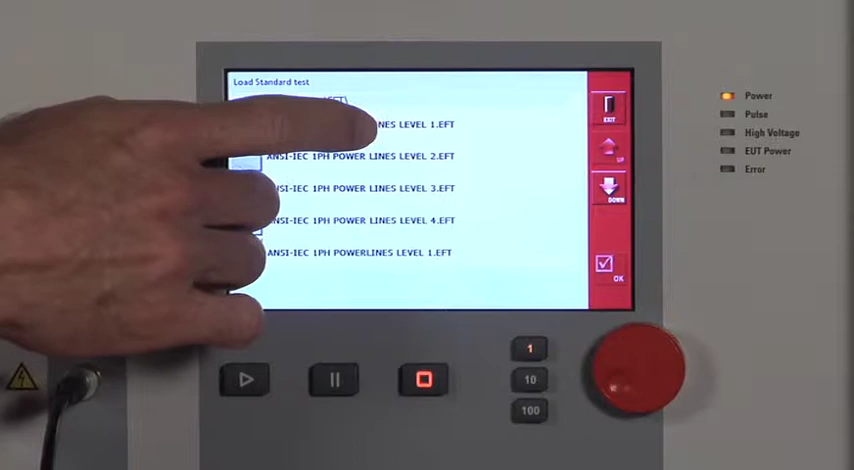 Load Standard test
NES LEVEL 1.EFT
ANSI-IEC 1PH POWER LINES LEVEL 2.EFT
ANSI-IEC 1PH POWER LINES LEVEL 3.EFT
ANSI-IEC 1PH POWER LINES LEVEL 4.EFT
ANSI-IEC 1PH POWERLINES LEVEL 1.EFT
EXIT
UP
DOWN
OK
Power
Pulse
High Voltage
EUT Power
Error
1
10
100